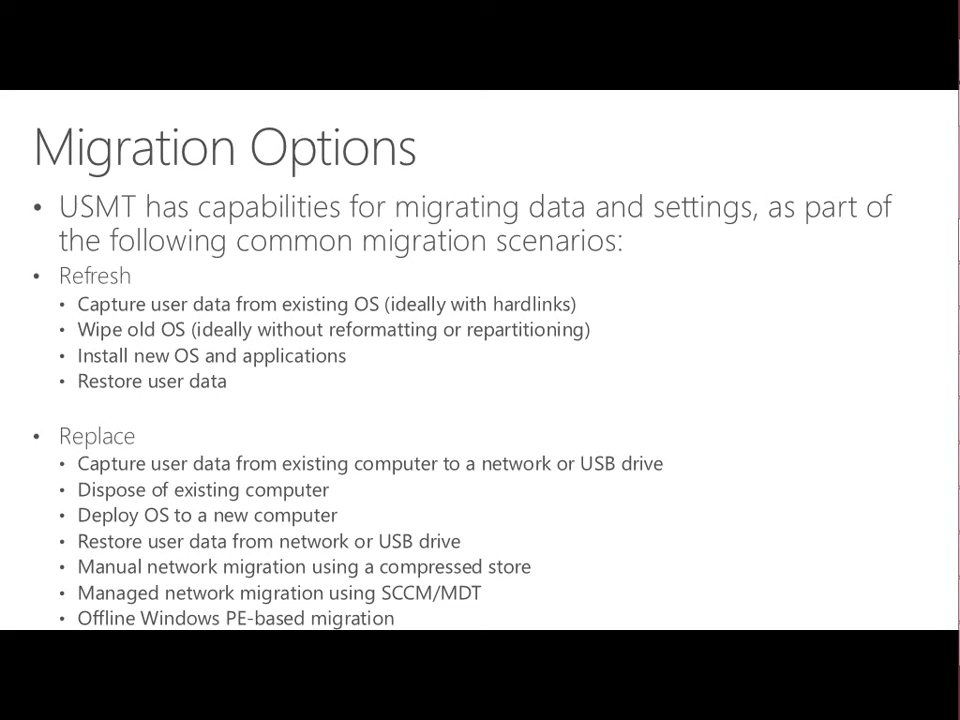 Migration Options
• USMT has capabilities for migrating data and settings, as part of
the following common migration scenarios:
• Refresh
• Capture user data from existing OS (ideally with hardlinks)
• Wipe old OS (ideally without reformatting or repartitioning)
• Install new OS and applications
• Restore user data
• Replace
• Capture user data from existing computer to a network or USB drive
• Dispose of existing computer
• Deploy OS to a new computer
• Restore user data from network or USB drive
• Manual network migration using a compressed store
• Managed network migration using SCCM/MDT
• Offline Windows PE-based migration